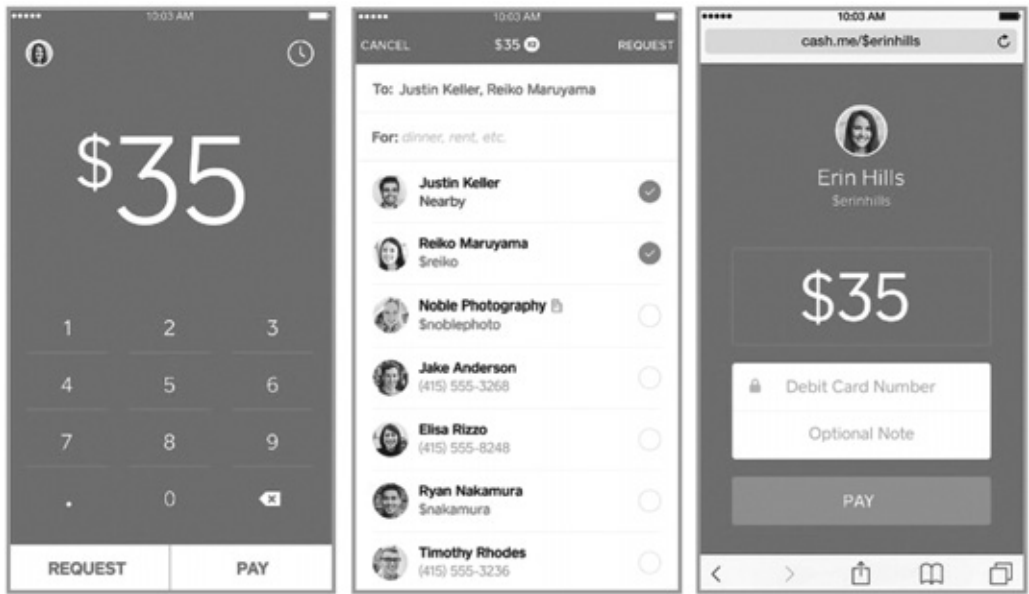 10:03 AM
$35
1 2 3
4 5 6
7 8 9
. 0
REQUEST PAY
10:03 AM
CANCEL $35 x2 REQUEST
To: Justin Keller, Reiko Maruyama
For: dinner, rent, etc.
Justin Keller
Nearby
Reiko Maruyama
$reiko
Noble Photography
$noblephoto
Jake Anderson
(415) 555-3268
Elisa Rizzo
(415) 555-8248
Ryan Nakamura
$nakamura
Timothy Rhodes
(415) 555-3236
10:03 AM
cash.me/$erinhills
Erin Hills
$erinhills
$35
Debit Card Number
Optional Note
PAY